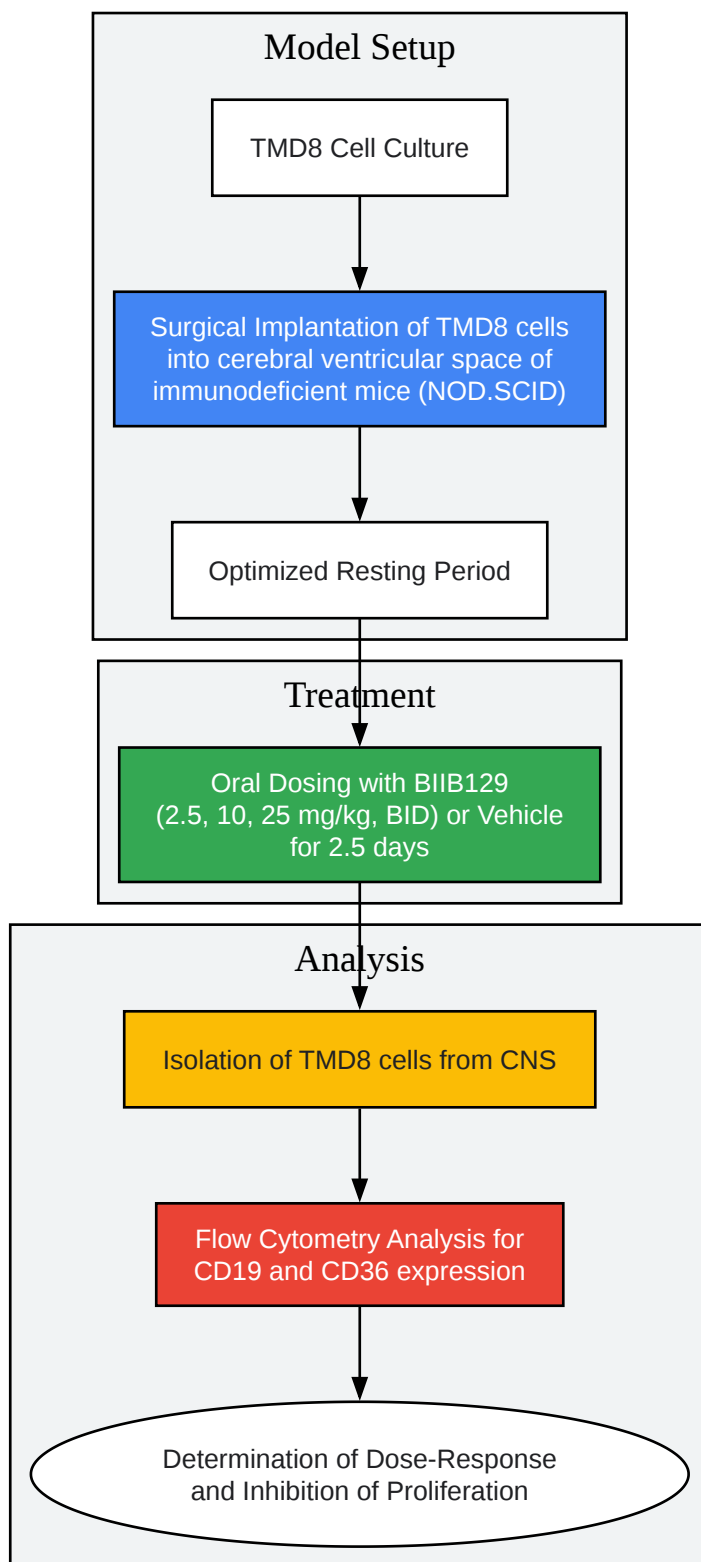 Model Setup
TMD8 Cell Culture
Surgical Implantation of TMD8 cells
into cerebral ventricular space of
immunodeficient mice (NOD.SCID)
Optimized Resting Period
Treatment
Oral Dosing with BIIB129
(2.5, 10, 25 mg/kg, BID) or Vehicle
for 2.5 days
Analysis
Isolation of TMD8 cells from CNS
Flow Cytometry Analysis for
CD19 and CD36 expression
Determination of Dose-Response
and Inhibition of Proliferation